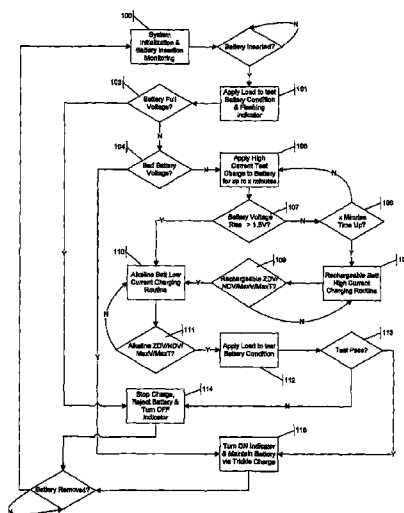 100
System
Initialization &
Battery Insertion
Monitoring
Battery Inserted?
N
Y
103
Battery Full
Voltage?
Apply Load to test
Battery Condition
& Flashing
Indicator
101
Y
N
104
Bad Battery
Voltage?
N
Y
105
Apply High
Current Test
Charge to Battery
for up to x minutes.
N
107
Battery Voltage
Rise > 1.5V?
Y
N
106
x Minutes
Time Up?
Y
110
Alkaline Batt Low
Current Charging
Routine
109
Rechargeable ZDV/
NDV/MaxV/MaxT?
Y
N
Rechargeable Batt
High Current
Charging Routine
111
Alkaline ZDV/NDV/
MaxV/MaxT?
N
Y
Apply Load to test
Battery Condition
112
113
Test Pass?
N
Y
114
Stop Charge,
Reject Battery &
Turn OFF
Indicator
Turn ON Indicator
& Maintain Battery
via Trickle Charge
Battery Removed?